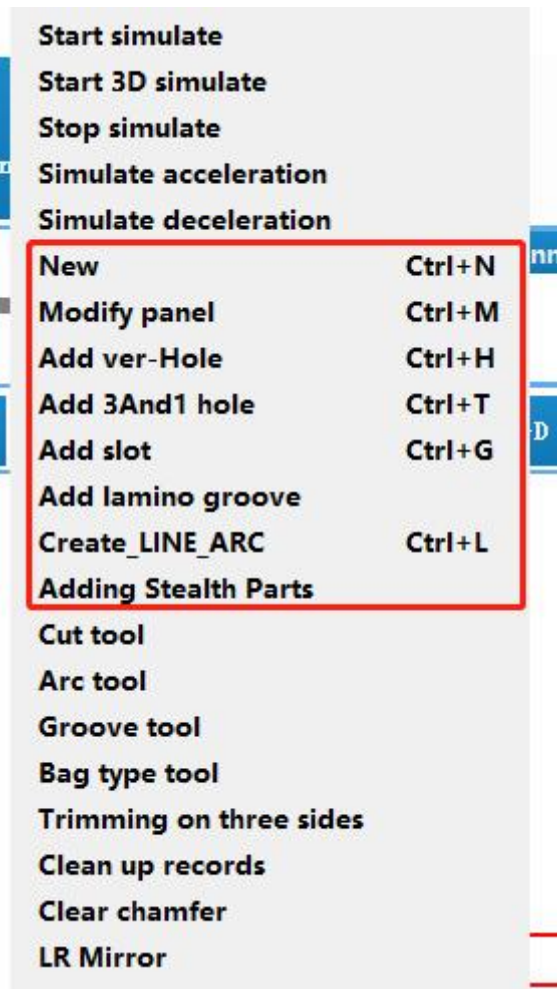 Start simulate
Start 3D simulate
Stop simulate
Simulate acceleration
Simulate deceleration
New Ctrl+N
Modify panel Ctrl+M
Add ver-Hole Ctrl+H
Add 3And1 hole Ctrl+T
Add slot Ctrl+G
Add lamino groove
Create_LINE_ARC Ctrl+L
Adding Stealth Parts
Cut tool
Arc tool
Groove tool
Bag type tool
Trimming on three sides
Clean up records
Clear chamfer
LR Mirror